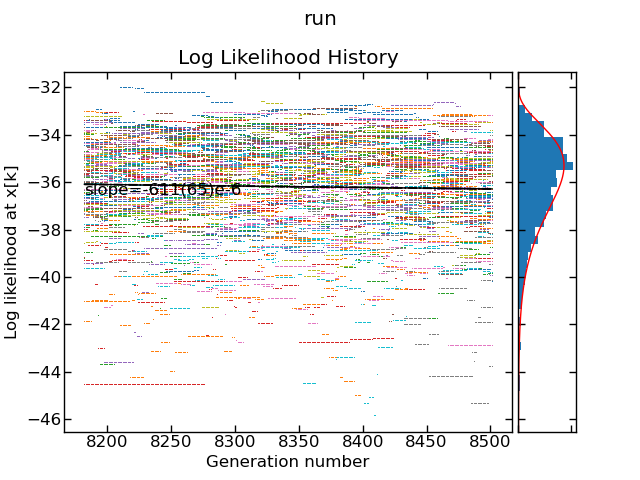 run
Log Likelihood History
Log likelihood at x[k]
−32
−34
−36
−38
−40
−42
−44
−46
slope=-611(65)e-6
8200 8250 8300 8350 8400 8450 8500
Generation number